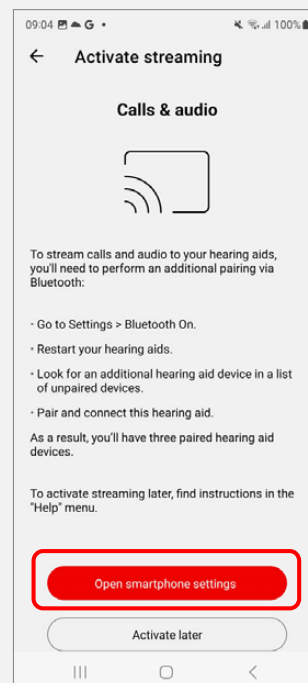 09:04 G • 100%
← Activate streaming
Calls & audio
To stream calls and audio to your hearing aids,
you'll need to perform an additional pairing via
Bluetooth:
· Go to Settings > Bluetooth On.
· Restart your hearing aids.
· Look for an additional hearing aid device in a list
of unpaired devices.
· Pair and connect this hearing aid.
As a result, you'll have three paired hearing aid
devices.
To activate streaming later, find instructions in the
"Help" menu.
Open smartphone settings
Activate later